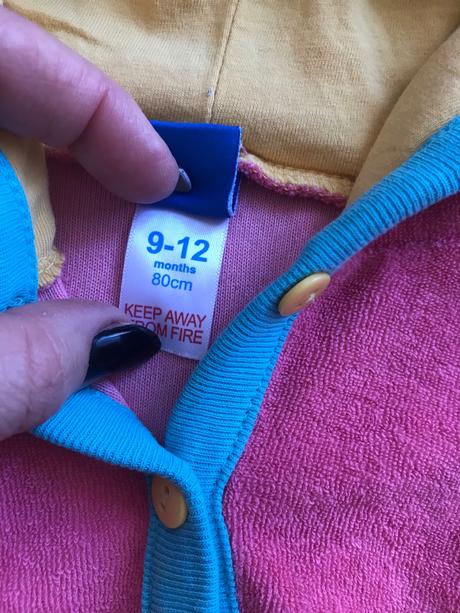 9-12
months
80cm
KEEP AWAY
FROM FIRE